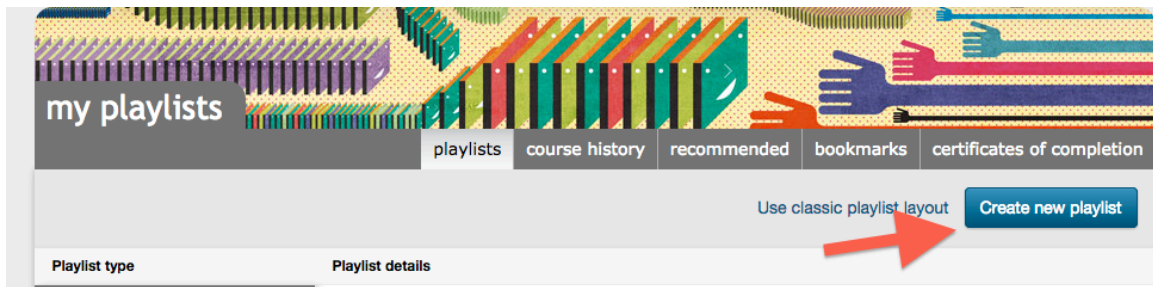 my playlists
playlists course history recommended bookmarks certificates of completion
Use classic playlist layout Create new playlist
Playlist type Playlist details